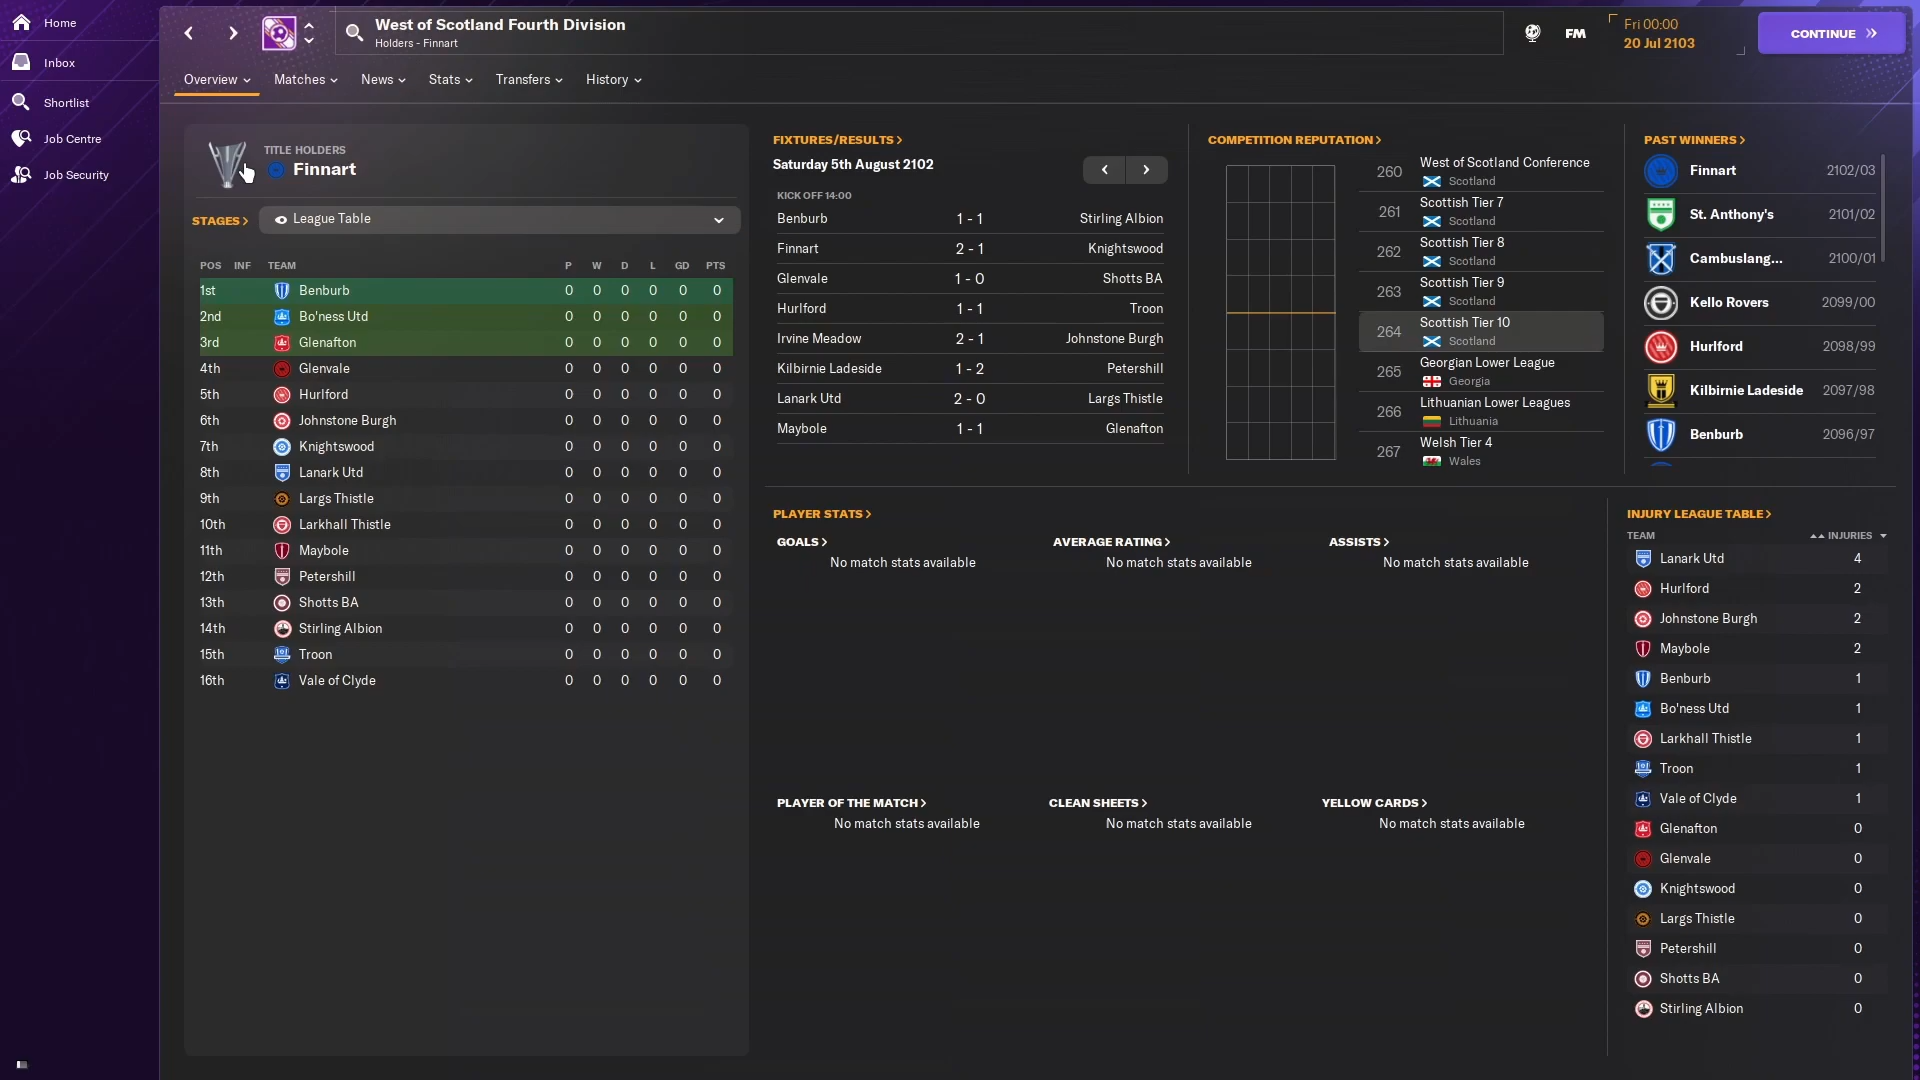 Home
Inbox
Shortlist
Job Centre
Job Security
West of Scotland Fourth Division
Holders - Finnart
FM
Fri 00:00
20 Jul 2103
CONTINUE
Overview
Matches
News
Stats
Transfers
History
TITLE HOLDERS
Finnart
STAGES
League Table
POS INF TEAM P W D L GD PTS
1st Benburb 0 0 0 0 0 0
2nd Bo'ness Utd 0 0 0 0 0 0
3rd Glenafton 0 0 0 0 0 0
4th Glenvale 0 0 0 0 0 0
5th Hurlford 0 0 0 0 0 0
6th Johnstone Burgh 0 0 0 0 0 0
7th Knightswood 0 0 0 0 0 0
8th Lanark Utd 0 0 0 0 0 0
9th Largs Thistle 0 0 0 0 0 0
10th Larkhall Thistle 0 0 0 0 0 0
11th Maybole 0 0 0 0 0 0
12th Petershill 0 0 0 0 0 0
13th Shotts BA 0 0 0 0 0 0
14th Stirling Albion 0 0 0 0 0 0
15th Troon 0 0 0 0 0 0
16th Vale of Clyde 0 0 0 0 0 0
FIXTURES/RESULTS
Saturday 5th August 2102
KICK OFF 14:00
Benburb 1 - 1 Stirling Albion
Finnart 2 - 1 Knightswood
Glenvale 1 - 0 Shotts BA
Hurlford 1 - 1 Troon
Irvine Meadow 2 - 1 Johnstone Burgh
Kilbirnie Ladeside 1 - 2 Petershill
Lanark Utd 2 - 0 Largs Thistle
Maybole 1 - 1 Glenafton
COMPETITION REPUTATION
260 West of Scotland Conference
Scotland
261 Scottish Tier 7
Scotland
262 Scottish Tier 8
Scotland
263 Scottish Tier 9
Scotland
264 Scottish Tier 10
Scotland
265 Georgian Lower League
Georgia
266 Lithuanian Lower Leagues
Lithuania
267 Welsh Tier 4
Wales
PAST WINNERS
Finnart 2102/03
St. Anthony's 2101/02
Cambuslang... 2100/01
Kello Rovers 2099/00
Hurlford 2098/99
Kilbirnie Ladeside 2097/98
Benburb 2096/97
PLAYER STATS
GOALS
No match stats available
AVERAGE RATING
No match stats available
ASSISTS
No match stats available
PLAYER OF THE MATCH
No match stats available
CLEAN SHEETS
No match stats available
YELLOW CARDS
No match stats available
INJURY LEAGUE TABLE
TEAM INJURIES
Lanark Utd 4
Hurlford 2
Johnstone Burgh 2
Maybole 2
Benburb 1
Bo'ness Utd 1
Larkhall Thistle 1
Troon 1
Vale of Clyde 1
Glenafton 0
Glenvale 0
Knightswood 0
Largs Thistle 0
Petershill 0
Shotts BA 0
Stirling Albion 0